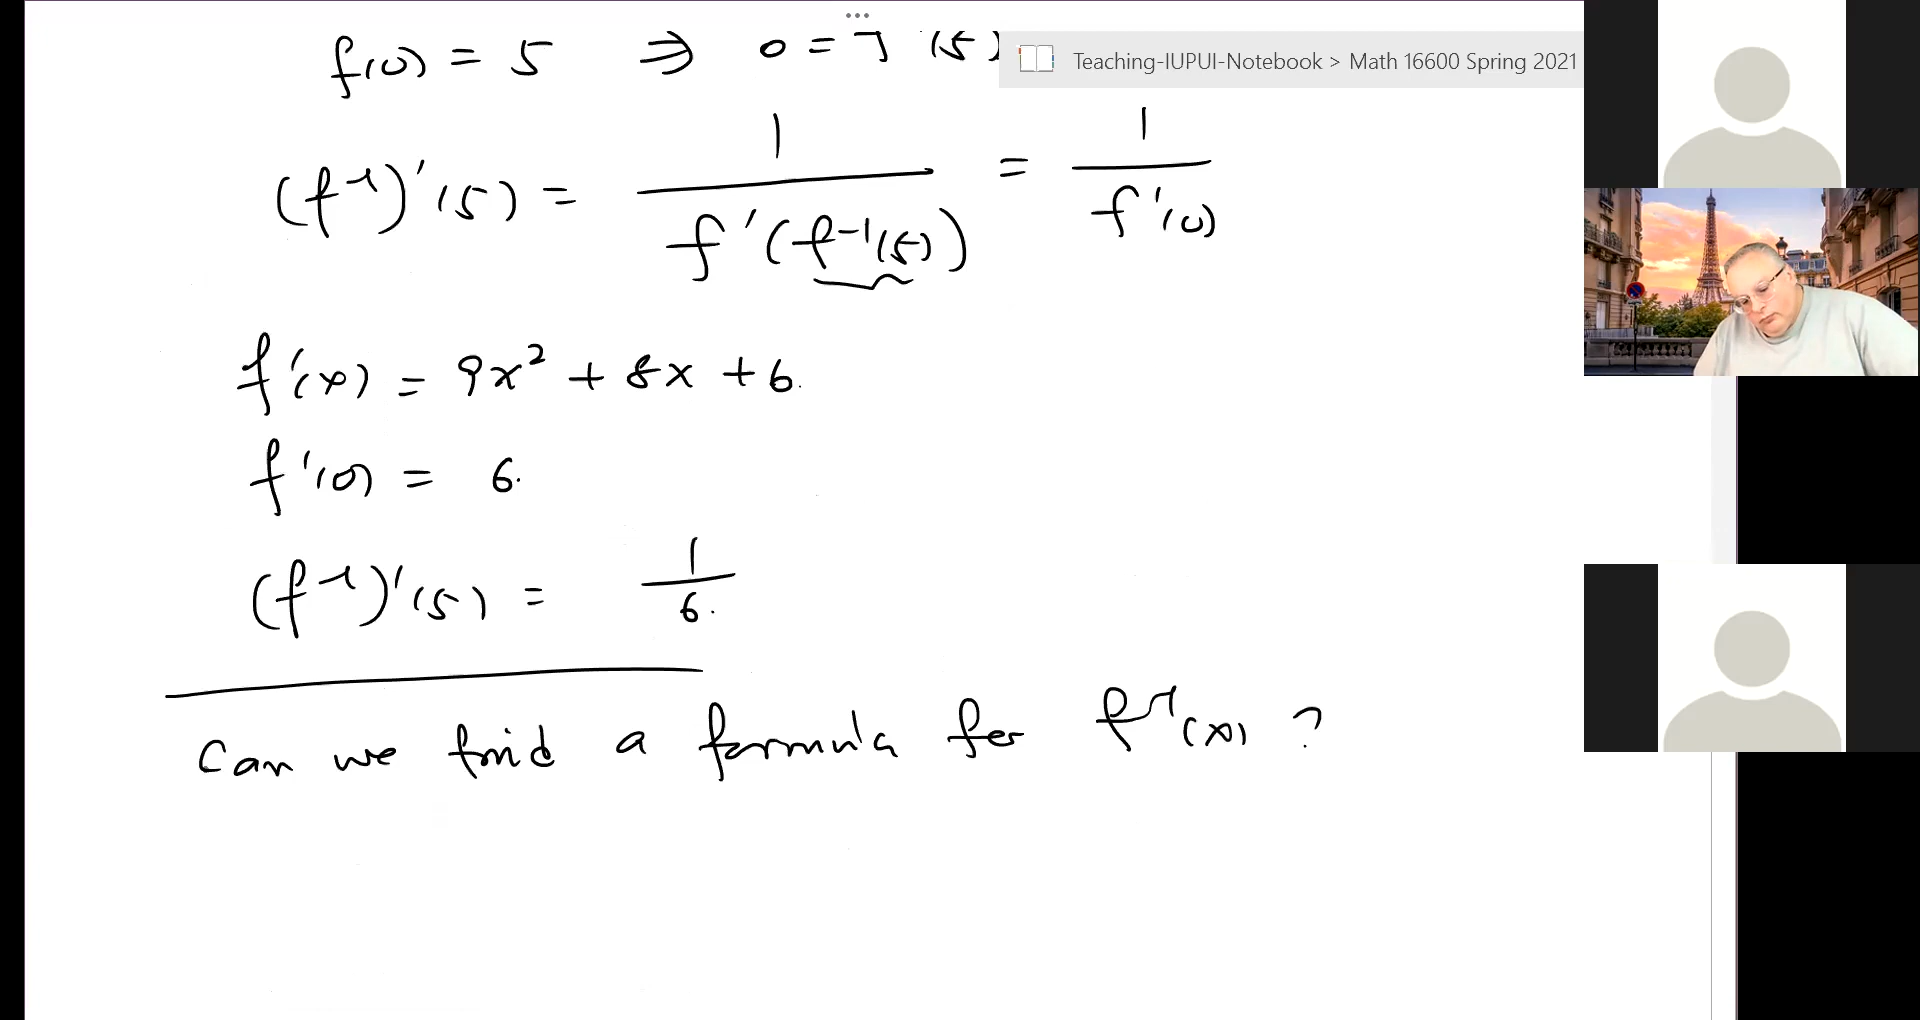 f(0) = 5 ⇒ 0 = f (5)
Teaching-IUPUI-Notebook > Math 16600 Spring 2021
(f⁻¹)'(5) = 1 / f'(f⁻¹(5)) = 1 / f'(0)
f'(x) = 9x² + 8x + 6.
f'(0) = 6.
(f⁻¹)'(5) = 1 / 6.
Can we find a formula for f⁻¹(x) ?